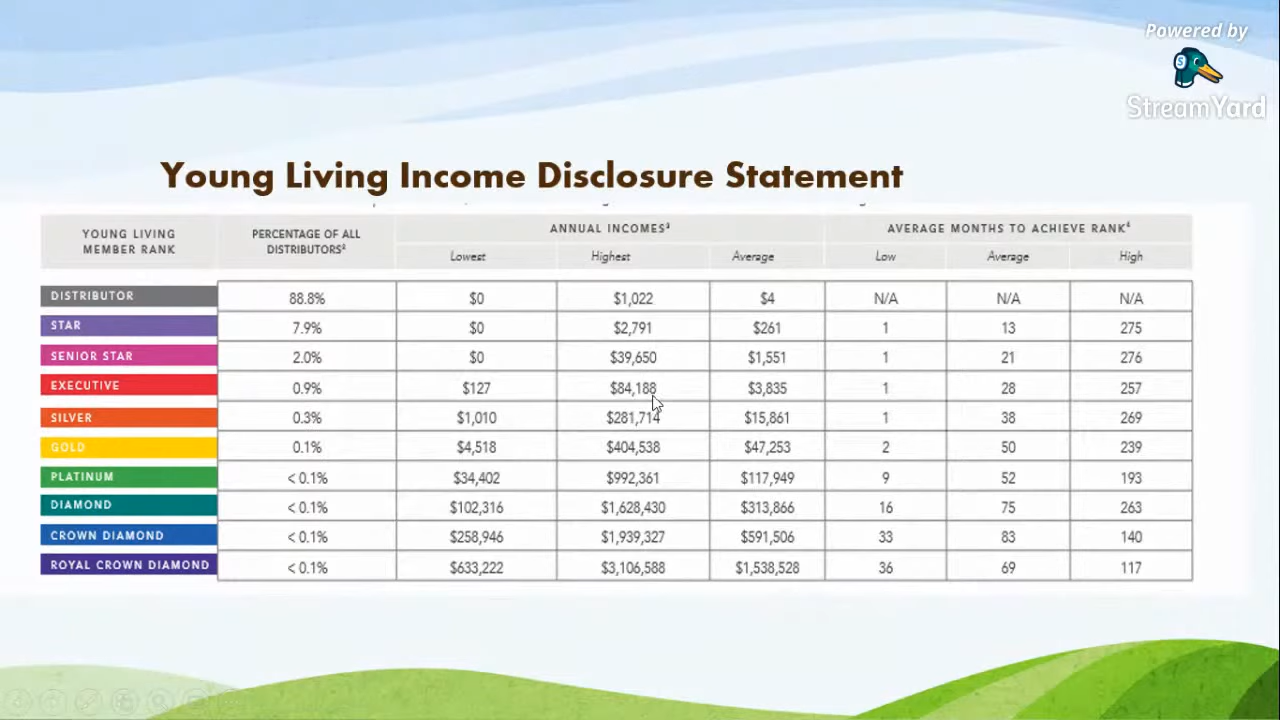 Powered by
StreamYard
Young Living Income Disclosure Statement
YOUNG LIVING MEMBER RANK PERCENTAGE OF ALL DISTRIBUTORS² ANNUAL INCOMES³ AVERAGE MONTHS TO ACHIEVE RANK⁴
Lowest Highest Average Low Average High
DISTRIBUTOR 88.8% $0 $1,022 $4 N/A N/A N/A
STAR 7.9% $0 $2,791 $261 1 13 275
SENIOR STAR 2.0% $0 $39,650 $1,551 1 21 276
EXECUTIVE 0.9% $127 $84,188 $3,835 1 28 257
SILVER 0.3% $1,010 $281,714 $15,861 1 38 269
GOLD 0.1% $4,518 $404,538 $47,253 2 50 239
PLATINUM < 0.1% $34,402 $992,361 $117,949 9 52 193
DIAMOND < 0.1% $102,316 $1,628,430 $313,866 16 75 263
CROWN DIAMOND < 0.1% $258,946 $1,939,327 $591,506 33 83 140
ROYAL CROWN DIAMOND < 0.1% $633,222 $3,106,588 $1,538,528 36 69 117